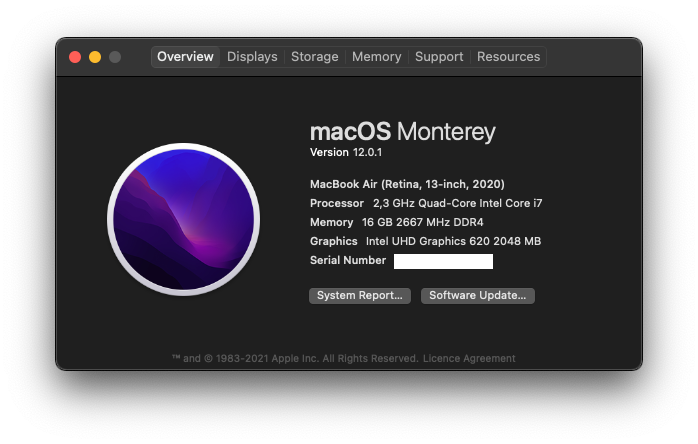 Overview Displays Storage Memory Support Resources
macOS Monterey
Version 12.0.1
MacBook Air (Retina, 13-inch, 2020)
Processor 2,3 GHz Quad-Core Intel Core i7
Memory 16 GB 2667 MHz DDR4
Graphics Intel UHD Graphics 620 2048 MB
Serial Number
System Report... Software Update...
™ and © 1983-2021 Apple Inc. All Rights Reserved. Licence Agreement